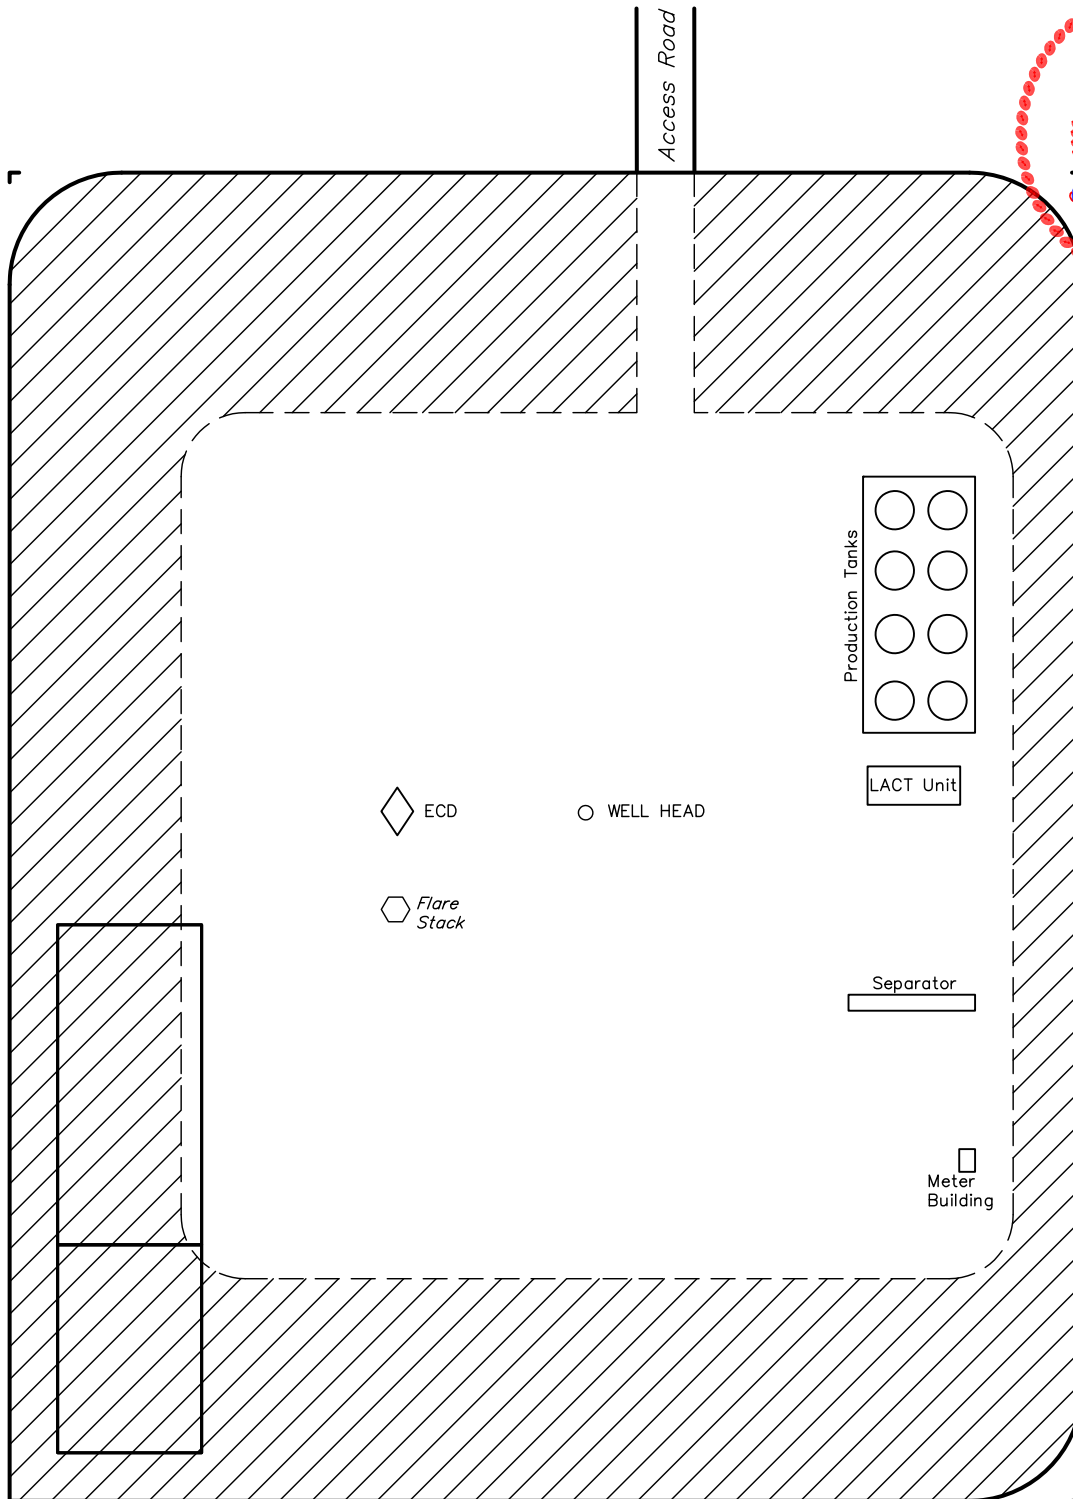 Access Road
Production Tanks
LACT Unit
ECD
WELL HEAD
Flare
Stack
Separator
Meter
Building